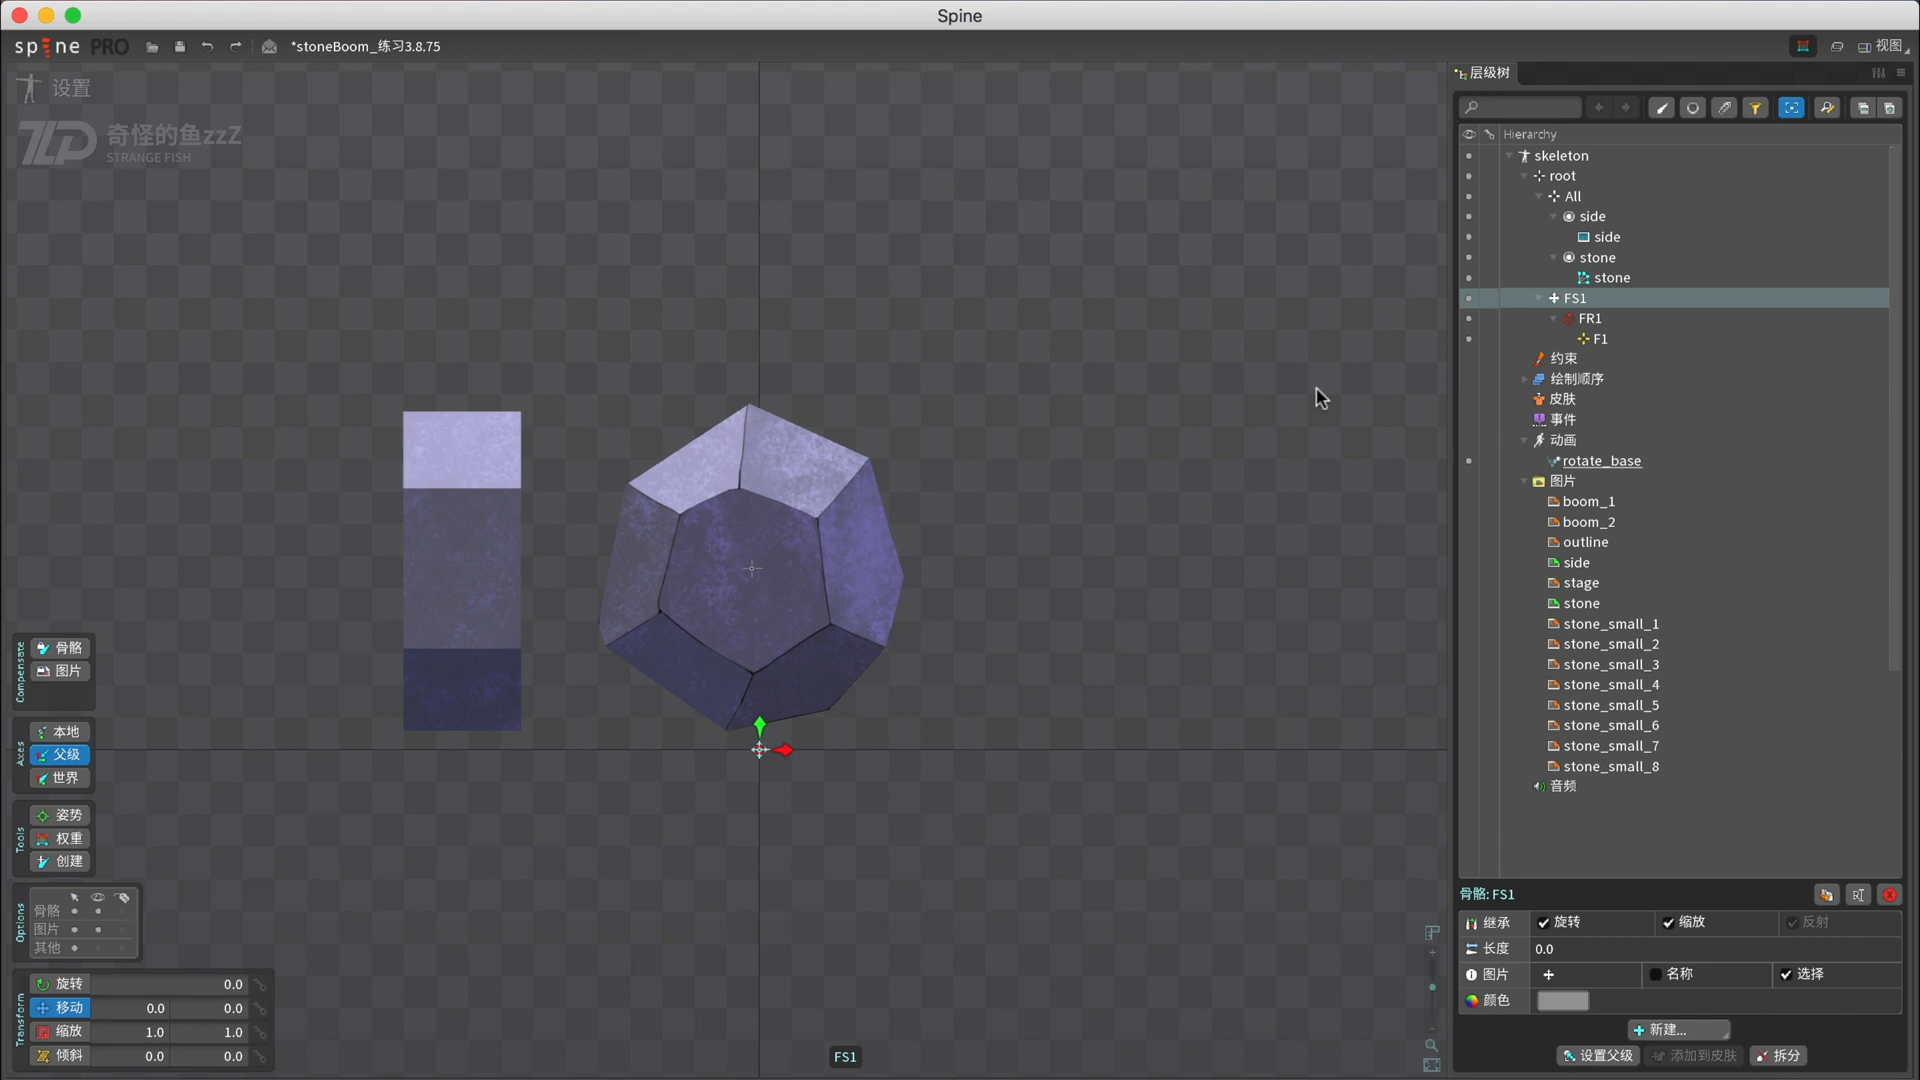 Spine
spine PRO
*stoneBoom_练习3.8.75
视图
设置
奇怪的鱼zzZ
STRANGE FISH
层级树
Hierarchy
skeleton
root
All
side
side
stone
stone
FS1
FR1
F1
约束
绘制顺序
皮肤
事件
动画
rotate_base
图片
boom_1
boom_2
outline
side
stage
stone
stone_small_1
stone_small_2
stone_small_3
stone_small_4
stone_small_5
stone_small_6
stone_small_7
stone_small_8
音频
Compensate
骨骼
图片
Axes
本地
父级
世界
Tools
姿势
权重
创建
Options
骨骼
图片
其他
Transform
旋转 0.0
移动 0.0 0.0
缩放 1.0 1.0
倾斜 0.0 0.0
FS1
骨骼: FS1
继承 旋转 缩放 反射
长度 0.0
图片 名称 选择
颜色
新建...
设置父级 添加到皮肤 拆分